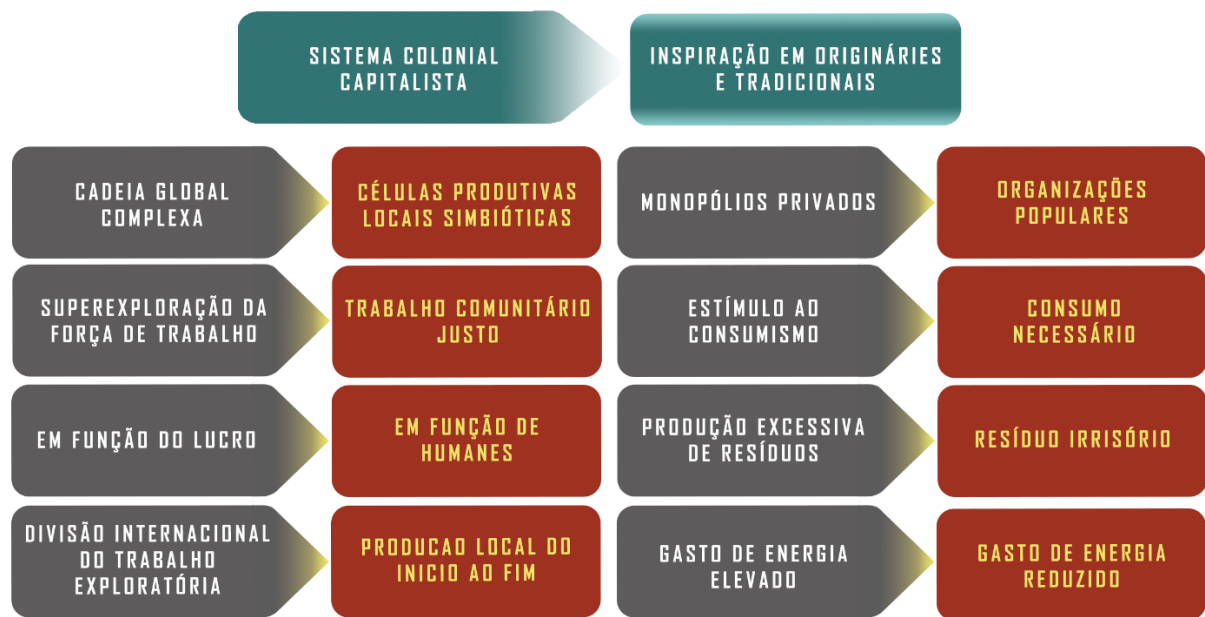 SISTEMA COLONIAL
CAPITALISTA
INSPIRAÇÃO EM ORIGINÁRIES
E TRADICIONAIS
CADEIA GLOBAL
COMPLEXA
CÉLULAS PRODUTIVAS
LOCAIS SIMBIÓTICAS
MONOPÓLIOS PRIVADOS
ORGANIZAÇÕES
POPULARES
SUPEREXPLORAÇÃO DA
FORÇA DE TRABALHO
TRABALHO COMUNITÁRIO
JUSTO
ESTÍMULO AO
CONSUMISMO
CONSUMO
NECESSÁRIO
EM FUNÇÃO DO LUCRO
EM FUNÇÃO DE
HUMANES
PRODUÇÃO EXCESSIVA
DE RESÍDUOS
RESÍDUO IRRISÓRIO
DIVISÃO INTERNACIONAL
DO TRABALHO
EXPLORATÓRIA
PRODUCAO LOCAL DO
INICIO AO FIM
GASTO DE ENERGIA
ELEVADO
GASTO DE ENERGIA
REDUZIDO